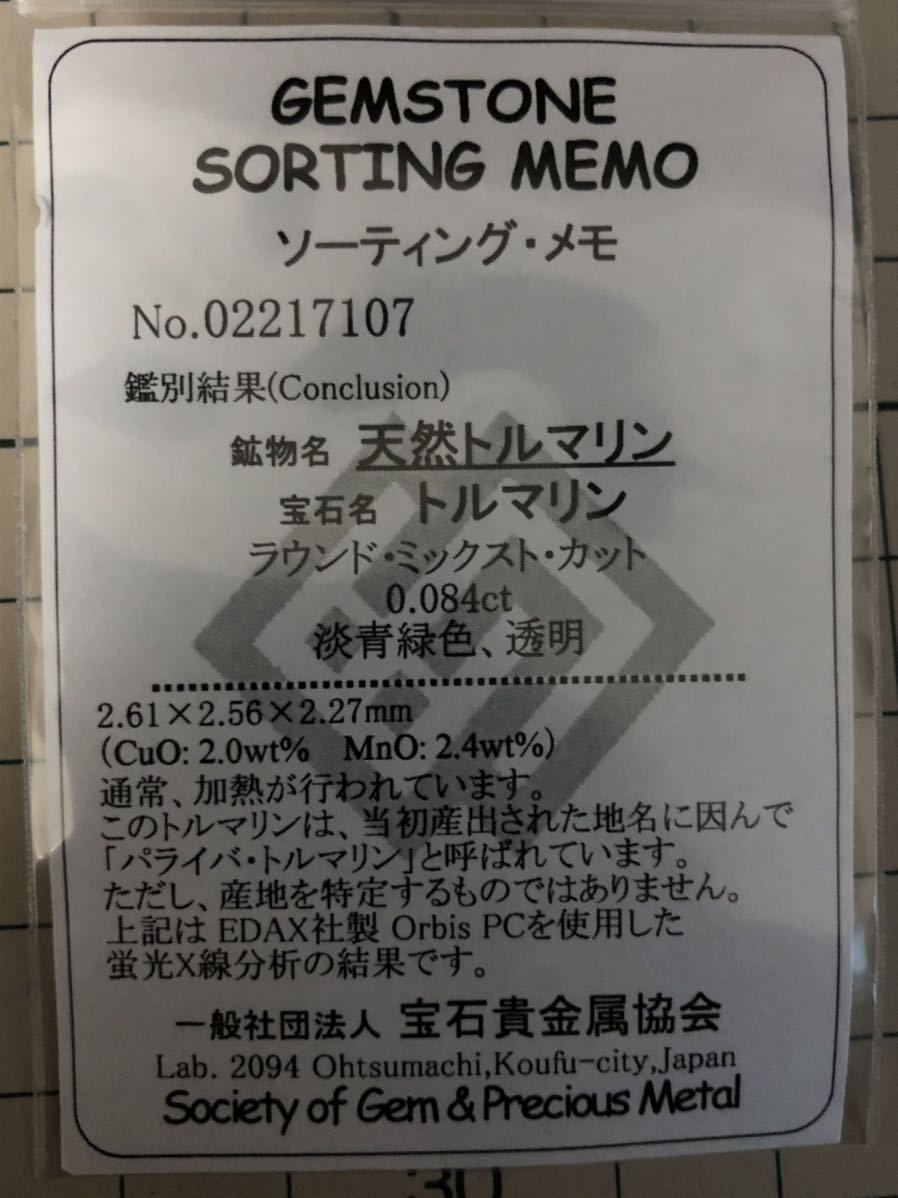 GEMSTONE
SORTING MEMO
ソーティング・メモ
No.02217107
鑑別結果(Conclusion)
鉱物名 天然トルマリン
宝石名 トルマリン
ラウンド・ミックスト・カット
0.084ct
淡青緑色、透明
2.61×2.56×2.27mm
(CuO: 2.0wt% MnO: 2.4wt%)
通常、加熱が行われています。
このトルマリンは、当初産出された地名に因んで
「パライバ・トルマリン」と呼ばれています。
ただし、産地を特定するものではありません。
上記は EDAX社製 Orbis PCを使用した
蛍光X線分析の結果です。
一般社団法人 宝石貴金属協会
Lab. 2094 Ohtsumachi,Koufu-city,Japan
Society of Gem & Precious Metal
30